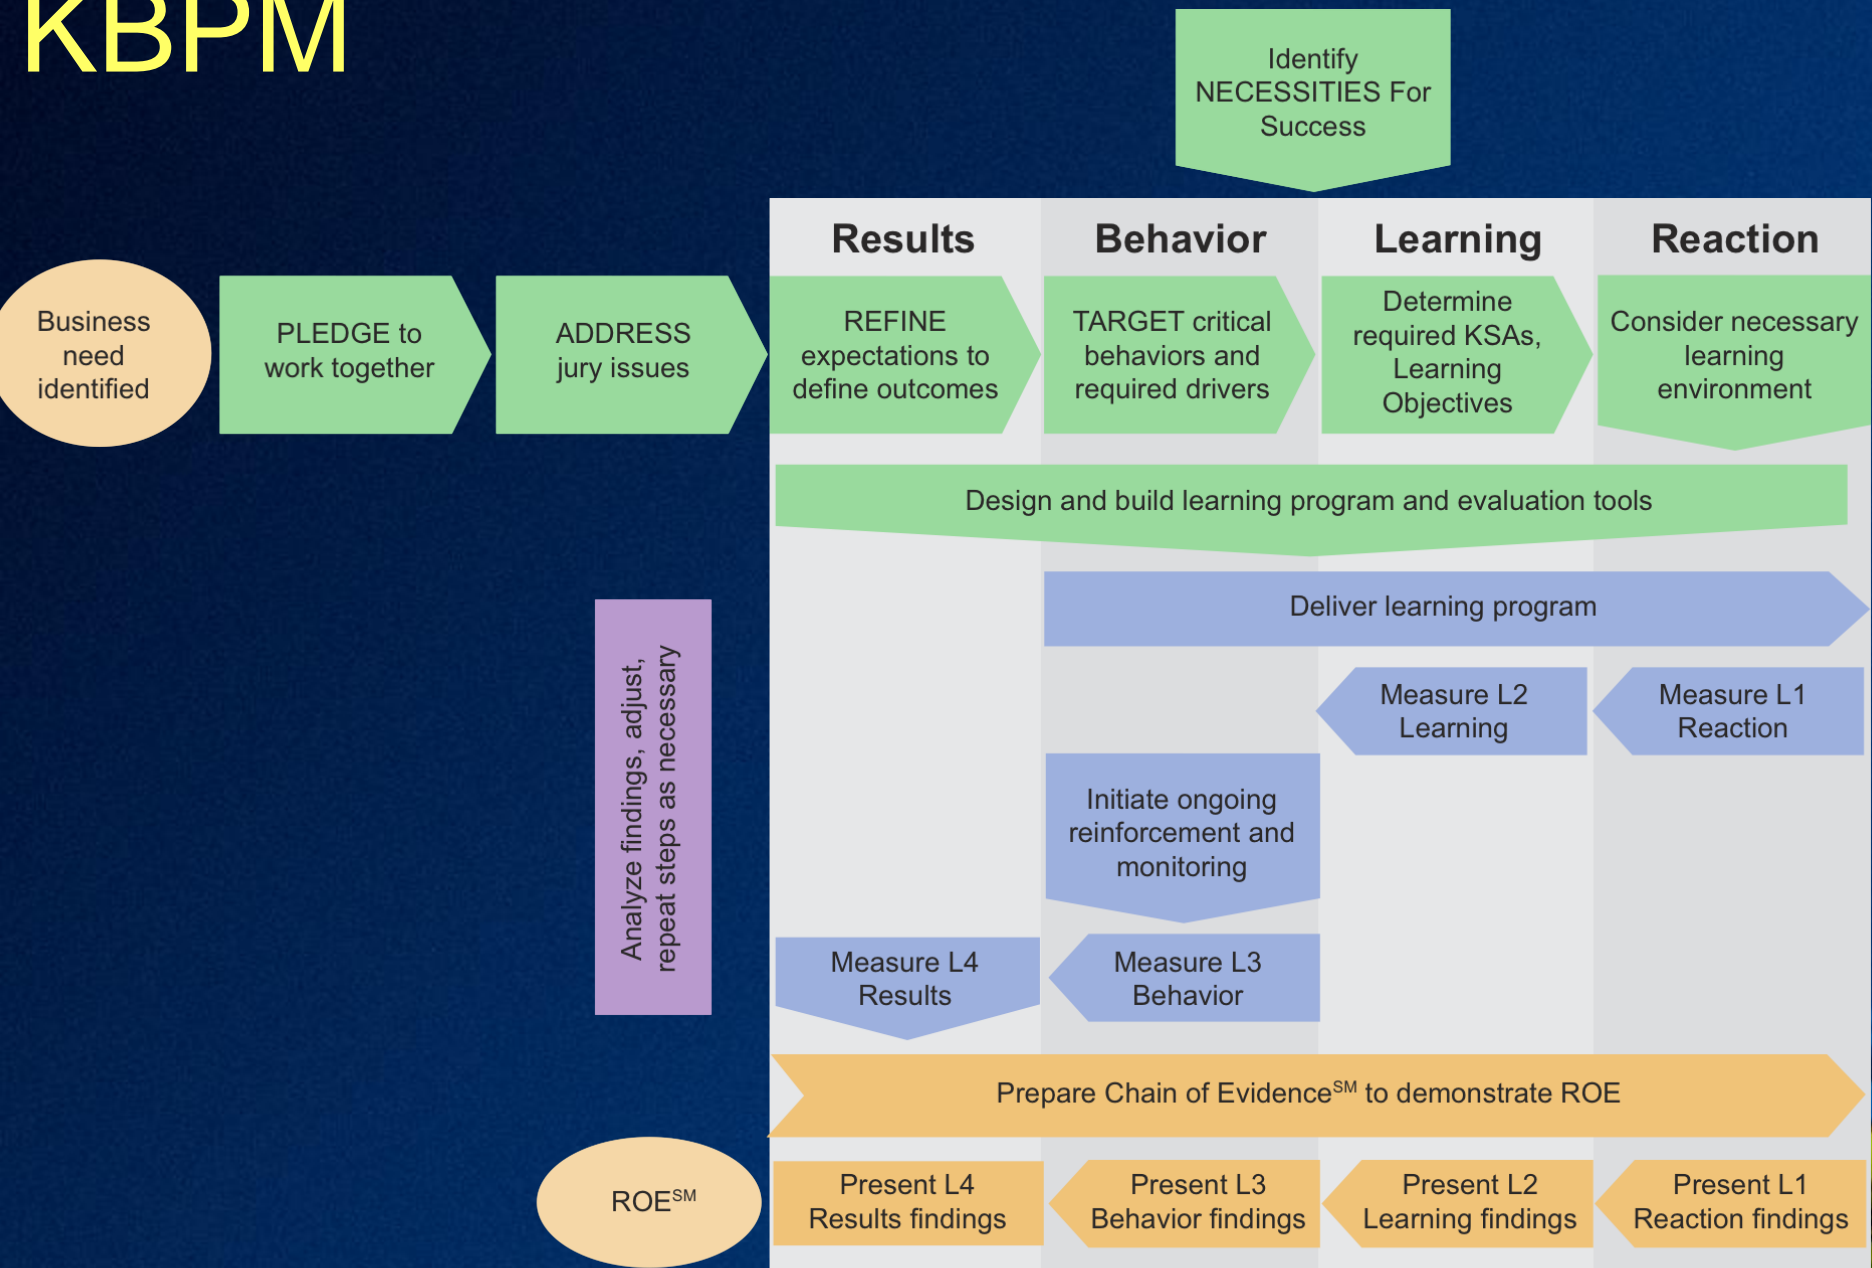 KBPM
Identify
NECESSITIES For
Success
Results
Behavior
Learning
Reaction
Business
need
identified
PLEDGE to
work together
ADDRESS
jury issues
REFINE
expectations to
define outcomes
TARGET critical
behaviors and
required drivers
Determine
required KSAs,
Learning
Objectives
Consider necessary
learning
environment
Design and build learning program and evaluation tools
Deliver learning program
Analyze findings, adjust,
repeat steps as necessary
Measure L2
Learning
Measure L1
Reaction
Initiate ongoing
reinforcement and
monitoring
Measure L4
Results
Measure L3
Behavior
Prepare Chain of Evidence℠ to demonstrate ROE
ROE℠
Present L4
Results findings
Present L3
Behavior findings
Present L2
Learning findings
Present L1
Reaction findings